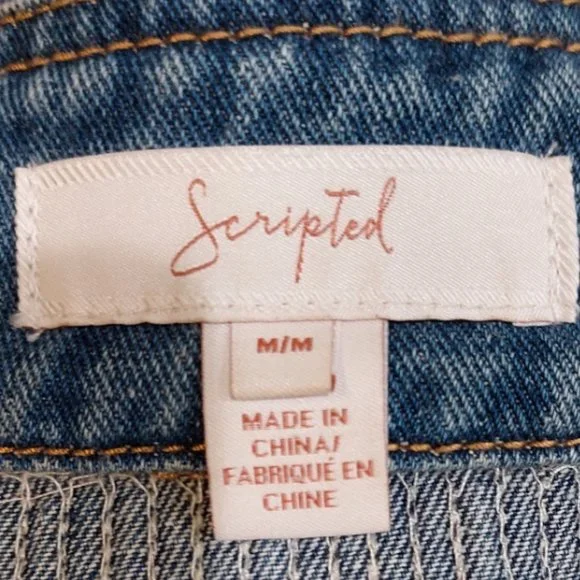 Scripted
M/M
MADE IN
CHINA/
FABRIQUÉ EN
CHINE